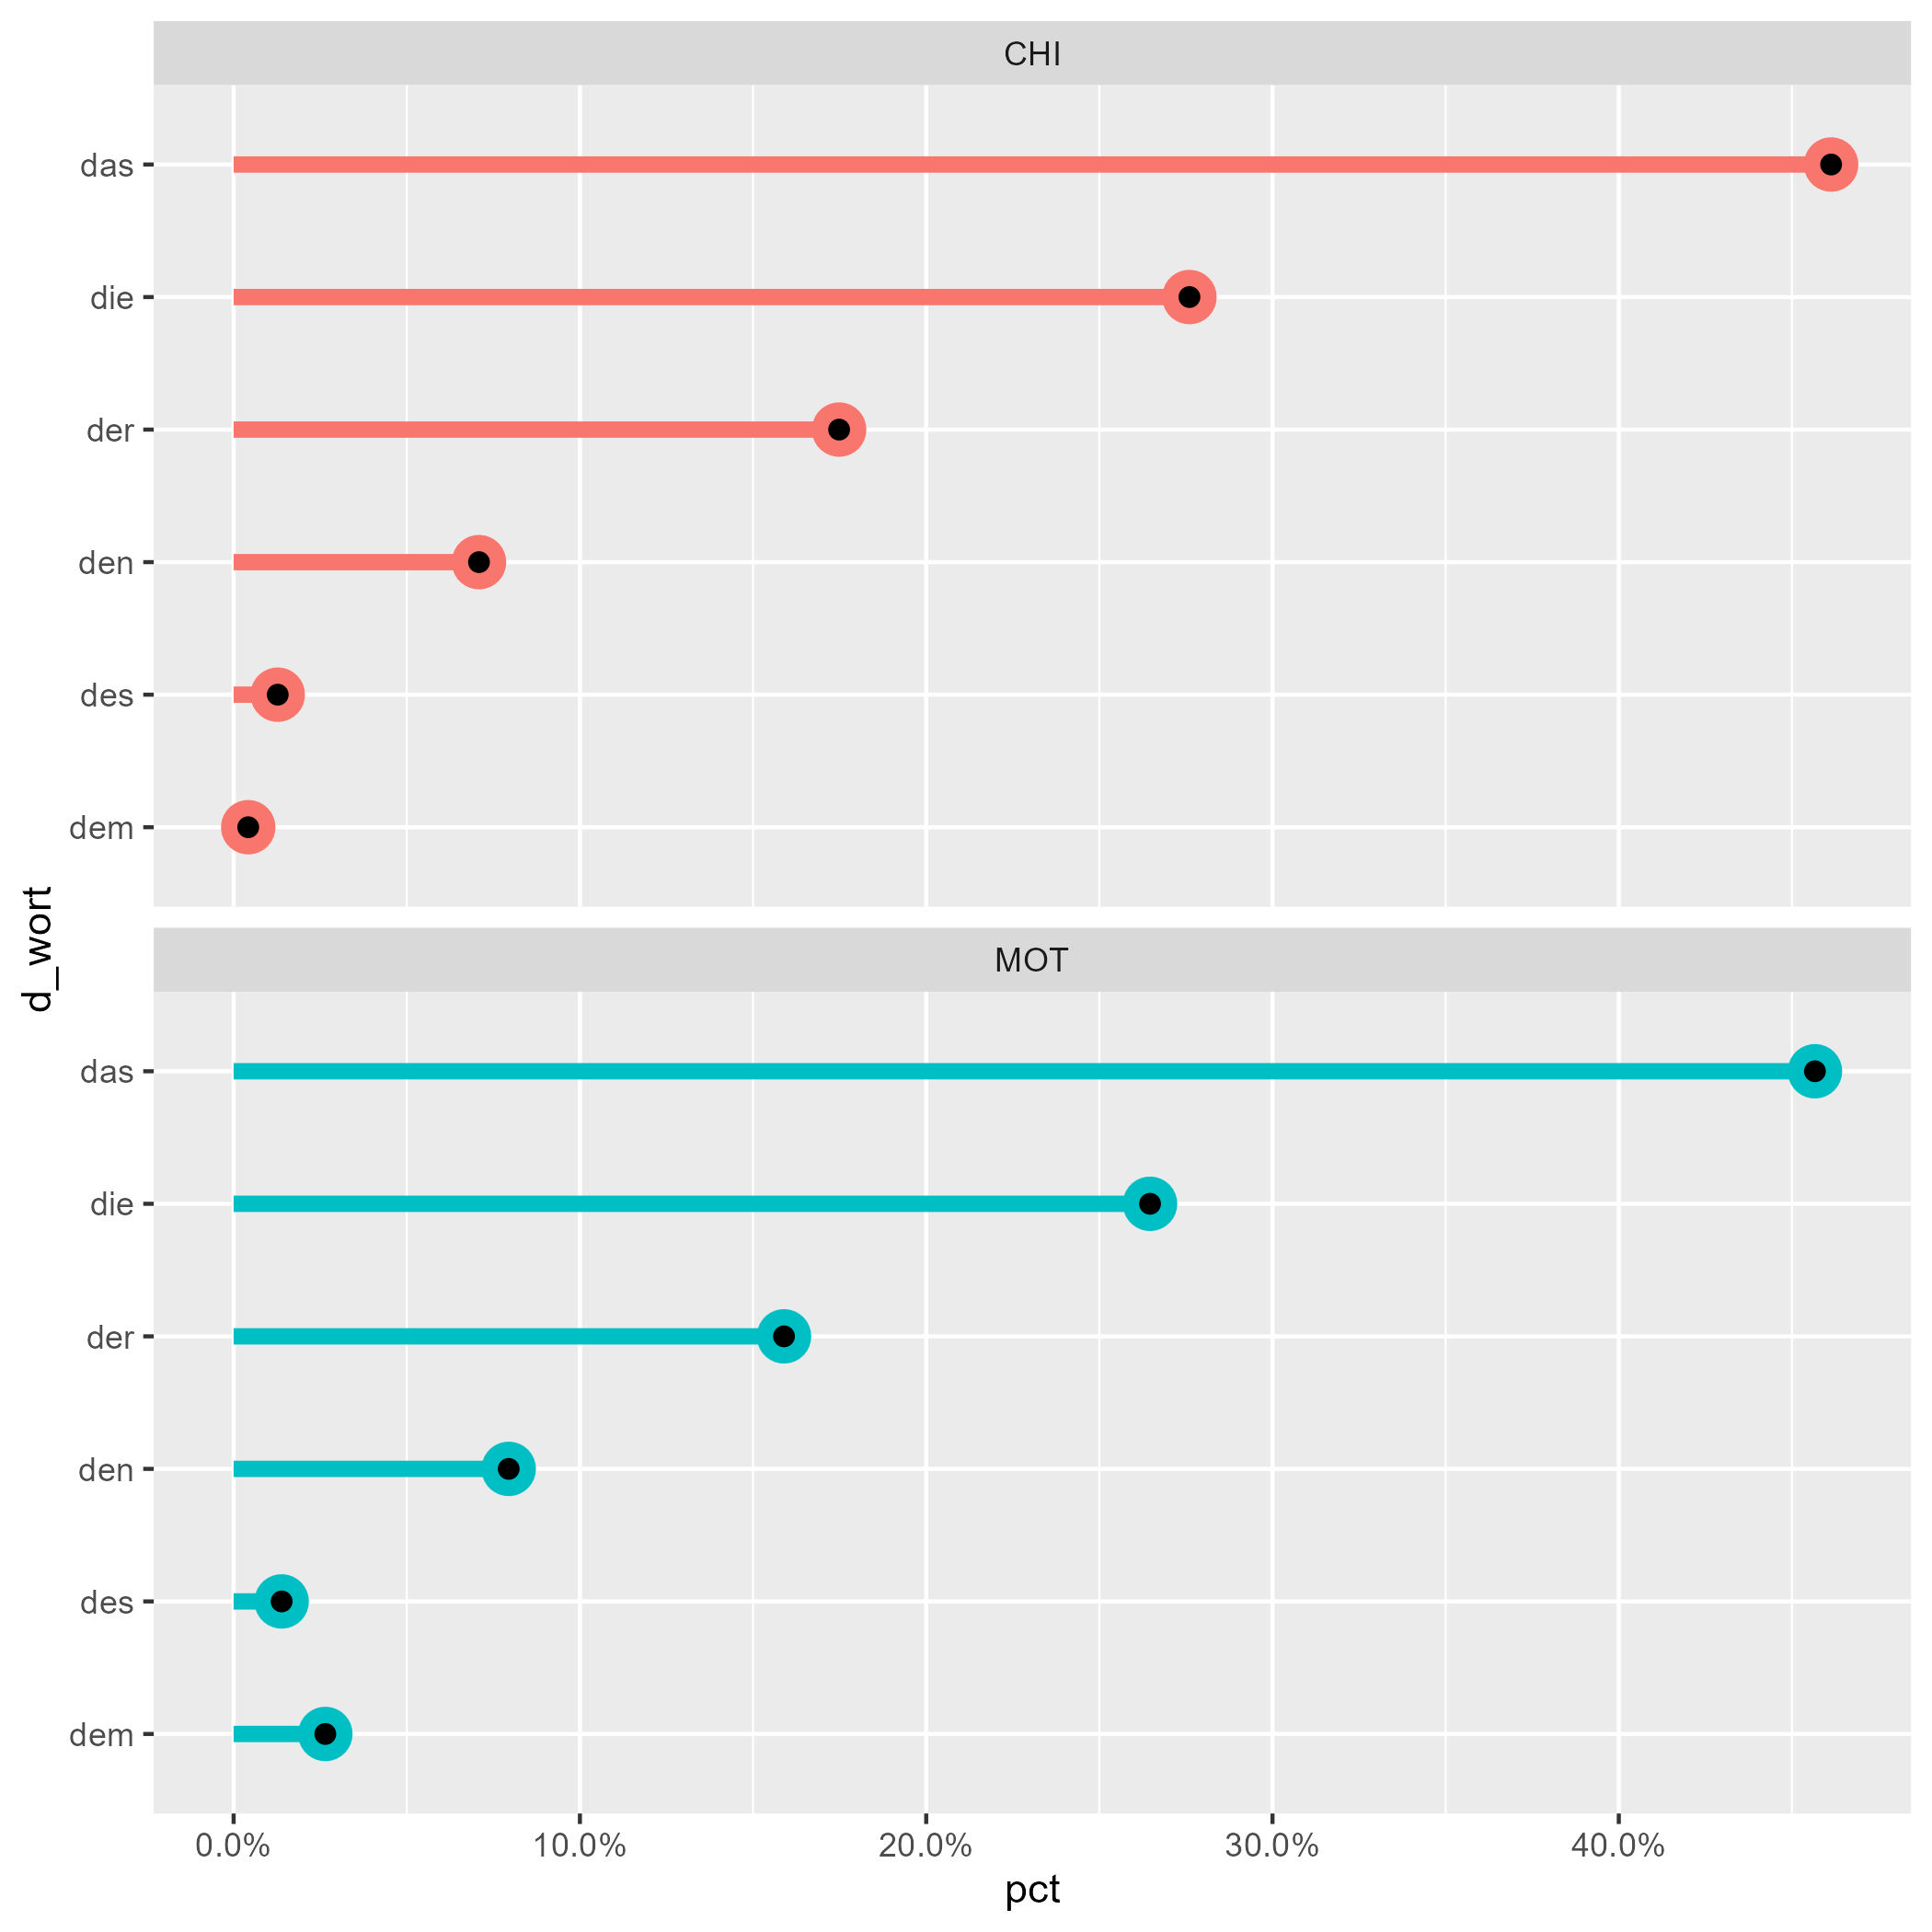 CHI
das
die
der
den
des
dem
d_wort
MOT
das
die
der
den
des
dem
0.0% 10.0% 20.0% 30.0% 40.0%
pct